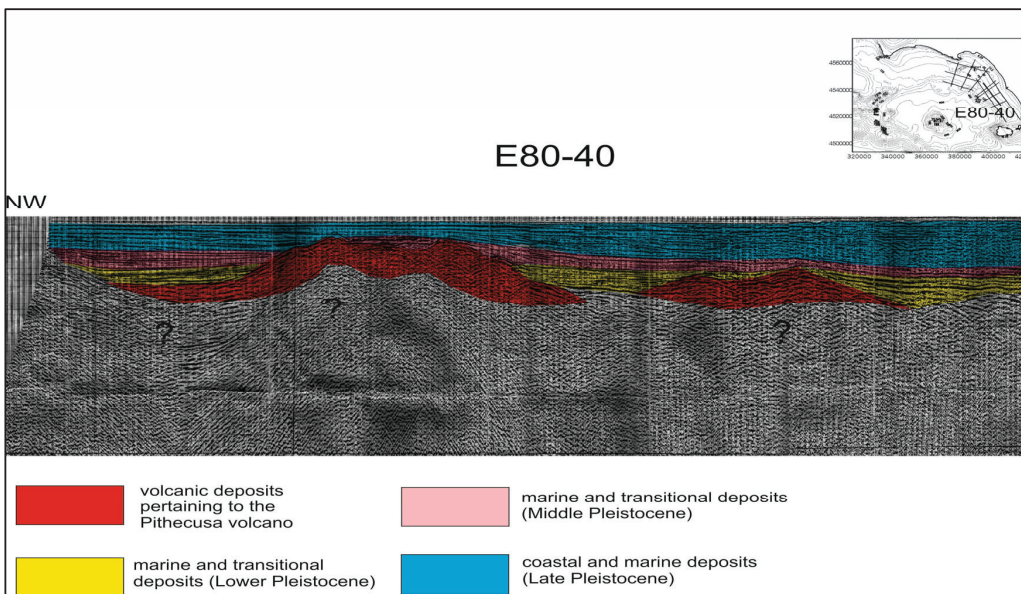 4560000
4540000
4520000
4500000
E80-40
320000 340000 360000 380000 400000
E80-40
NW
?
?
?
volcanic deposits
pertaining to the
Pithecusa volcano
marine and transitional deposits
(Middle Pleistocene)
marine and transitional
deposits (Lower Pleistocene)
coastal and marine deposits
(Late Pleistocene)